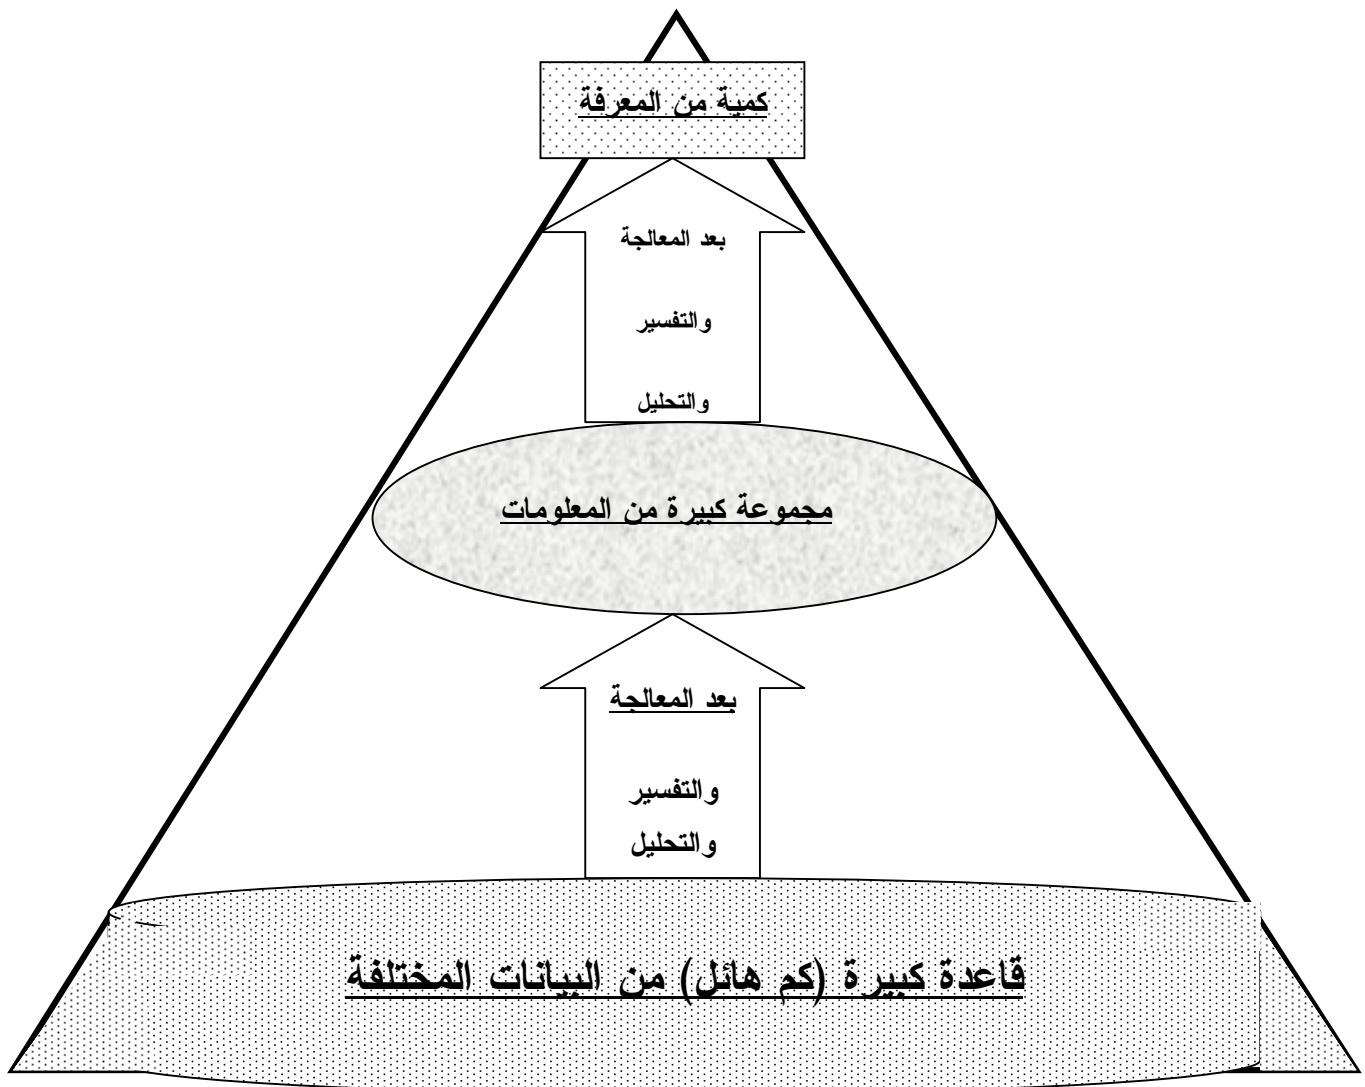 كمية من المعرفة
بعد المعالجة
والتفسير
والتحليل
مجموعة كبيرة من المعلومات
بعد المعالجة
والتفسير
والتحليل
قاعدة كبيرة (كم هائل) من البيانات المختلفة